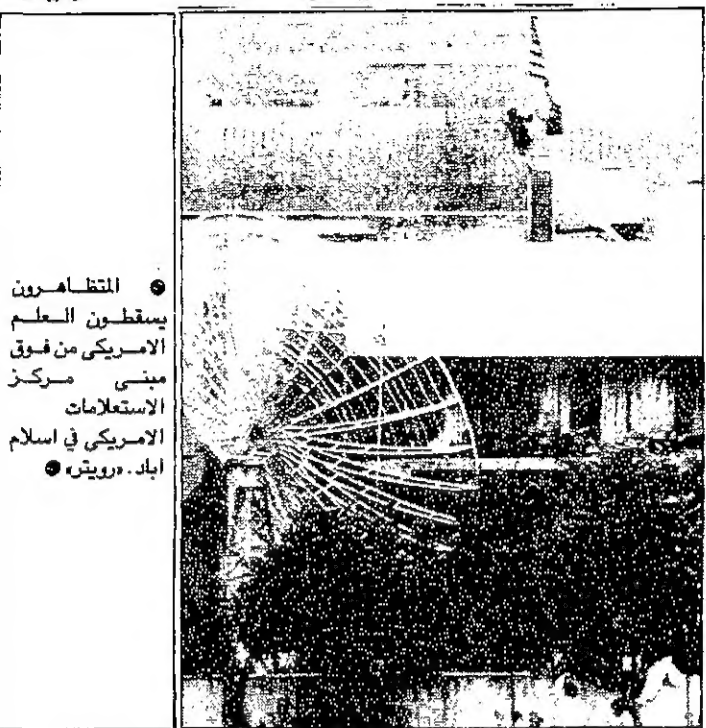 ● المتظاهرون
يسقطون العلم
الامريكي من فوق
مبنى مركز
الاستعلامات
الامريكي في اسلام
اباد. «رويتر» ●